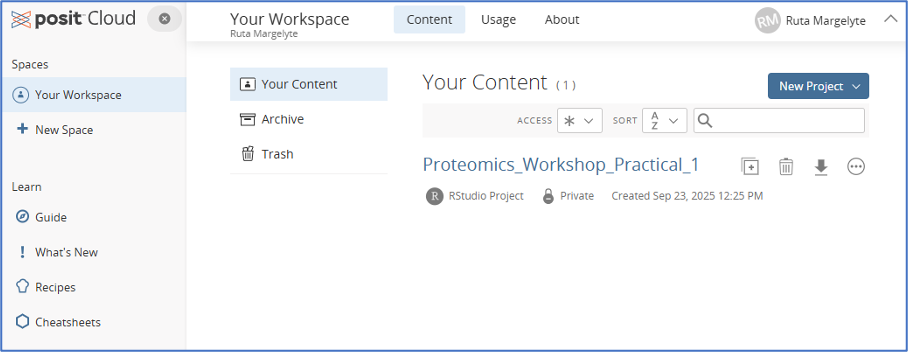 posit Cloud
Spaces
Your Workspace
New Space
Learn
Guide
What's New
Recipes
Cheatsheets
Your Workspace
Ruta Margelyte
Content Usage About
RM Ruta Margelyte
Your Content
Archive
Trash
Your Content (1)
New Project
ACCESS * SORT A Z
Proteomics_Workshop_Practical_1
R RStudio Project Private Created Sep 23, 2025 12:25 PM